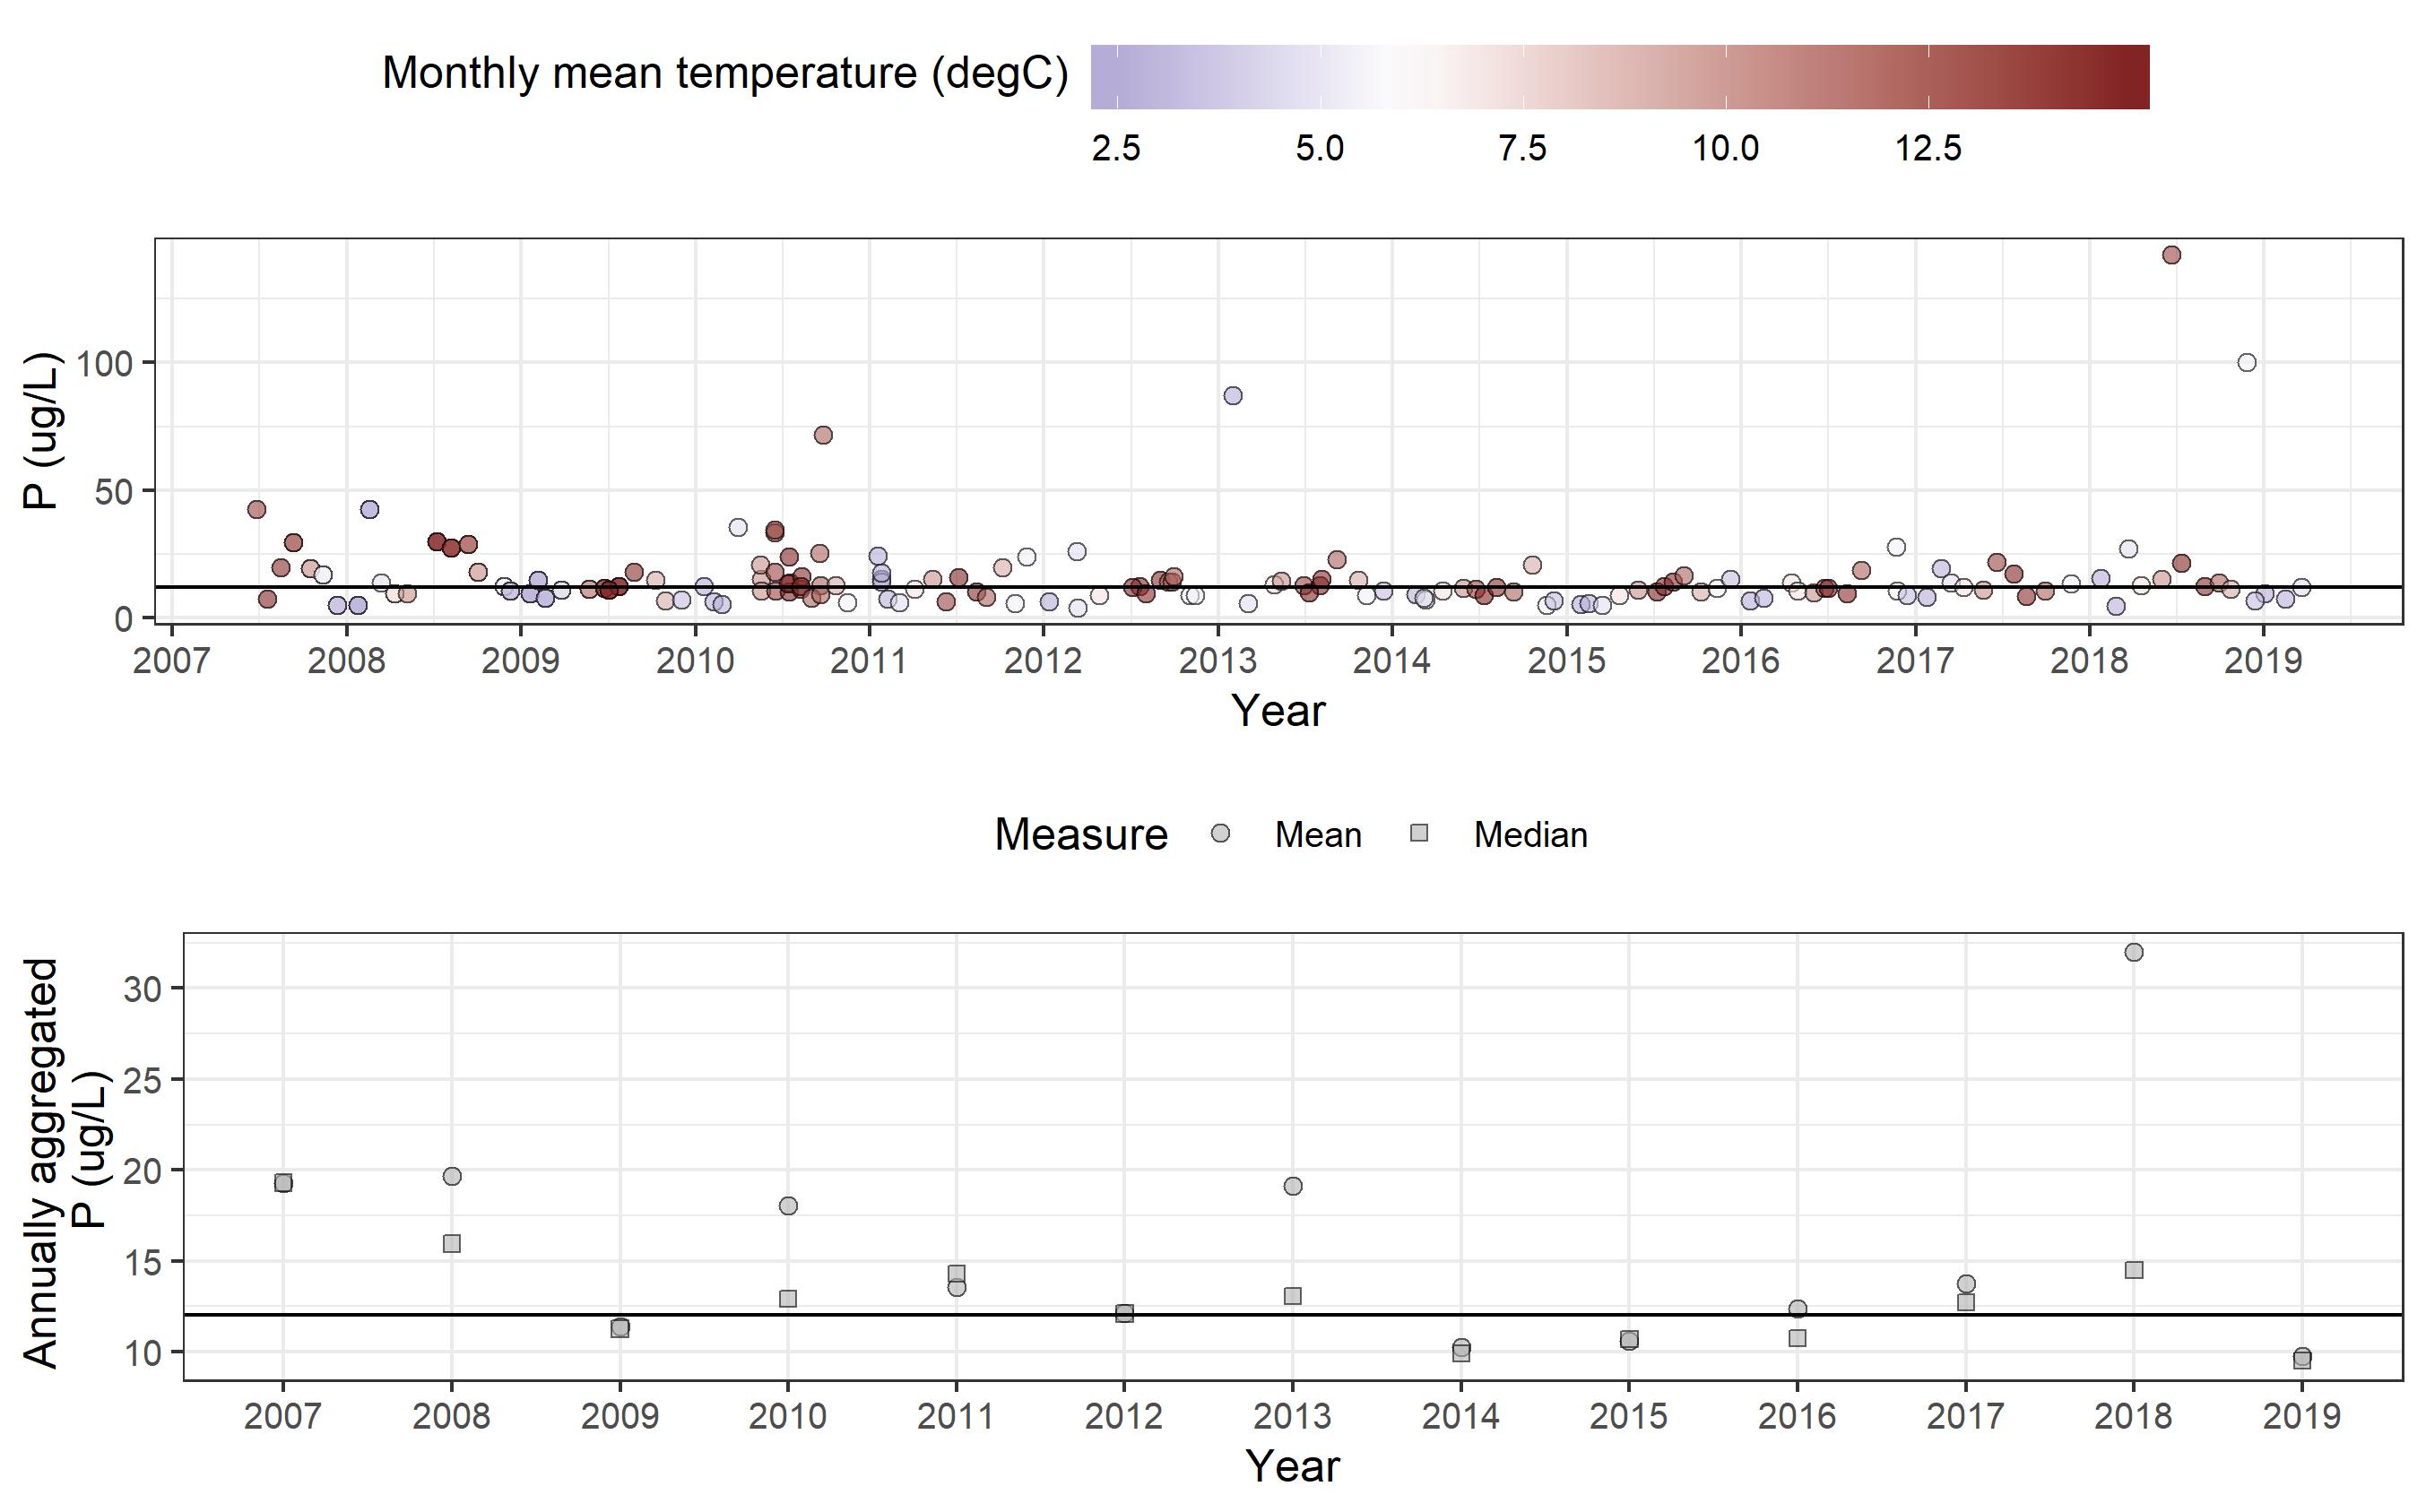 Monthly mean temperature (degC)
2.5 5.0 7.5 10.0 12.5
P (ug/L)
100
50
0
2007 2008 2009 2010 2011 2012 2013 2014 2015 2016 2017 2018 2019
Year
Measure Mean Median
Annually aggregated
P (ug/L)
30
25
20
15
10
2007 2008 2009 2010 2011 2012 2013 2014 2015 2016 2017 2018 2019
Year